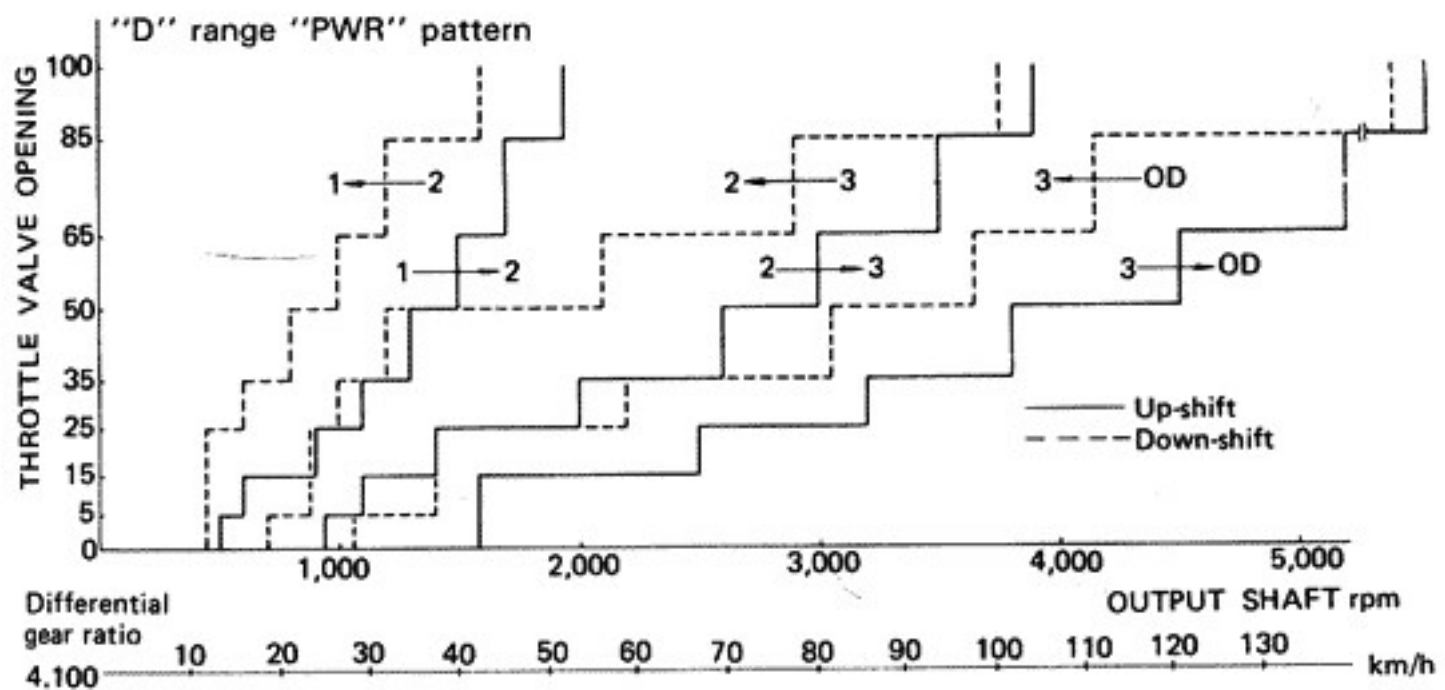 "D" range "PWR" pattern
THROTTLE VALVE OPENING
100
85
65
50
35
25
15
5
0
1 2
2 3
3 OD
1 2
2 3
3 OD
Up-shift
Down-shift
1,000 2,000 3,000 4,000 5,000
OUTPUT SHAFT rpm
Differential
gear ratio
4.100
10 20 30 40 50 60 70 80 90 100 110 120 130
km/h